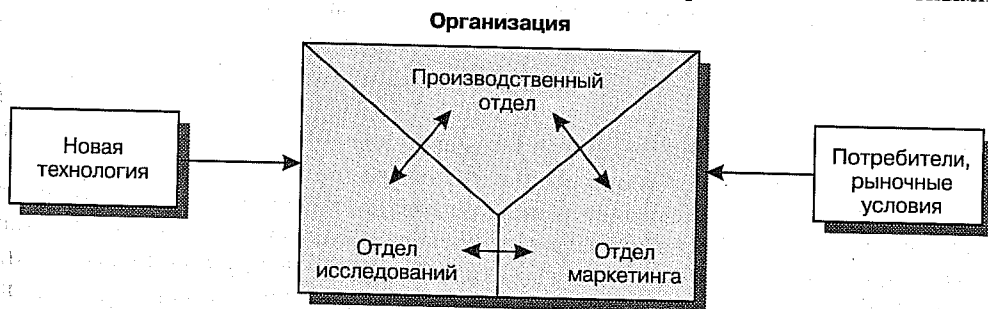 Организация
Производственный
отдел
Новая
технология
Потребители,
рыночные
условия
Отдел
исследований
Отдел
маркетинга